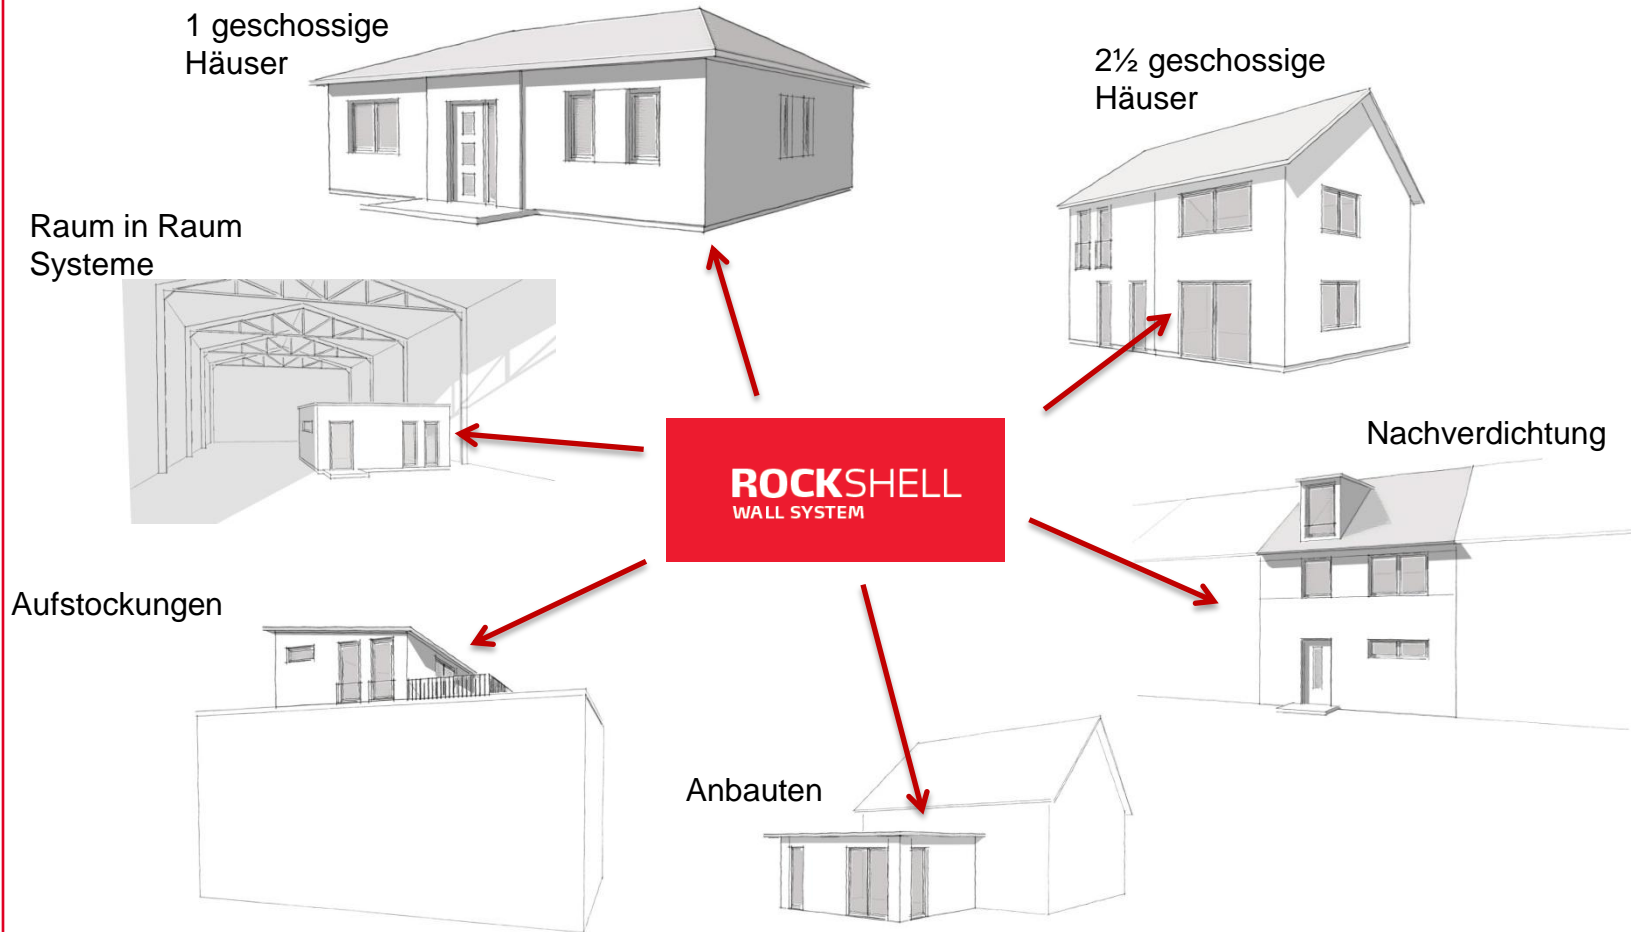 1 geschossige
Häuser
2½ geschossige
Häuser
Raum in Raum
Systeme
Nachverdichtung
ROCKSHELL
WALL SYSTEM
Aufstockungen
Anbauten